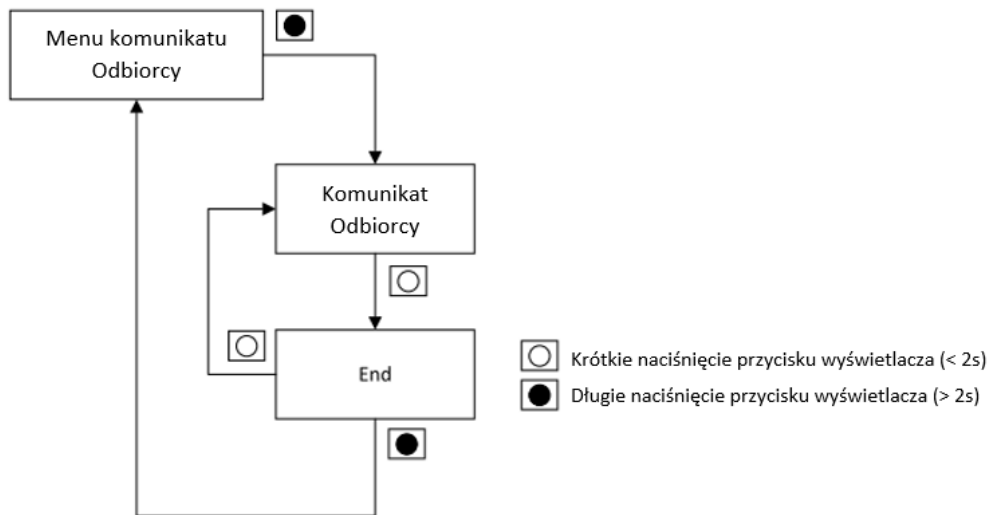 Menu komunikatu
Odbiorcy
Komunikat
Odbiorcy
End
Krótkie naciśnięcie przycisku wyświetlacza (< 2s)
Długie naciśnięcie przycisku wyświetlacza (> 2s)